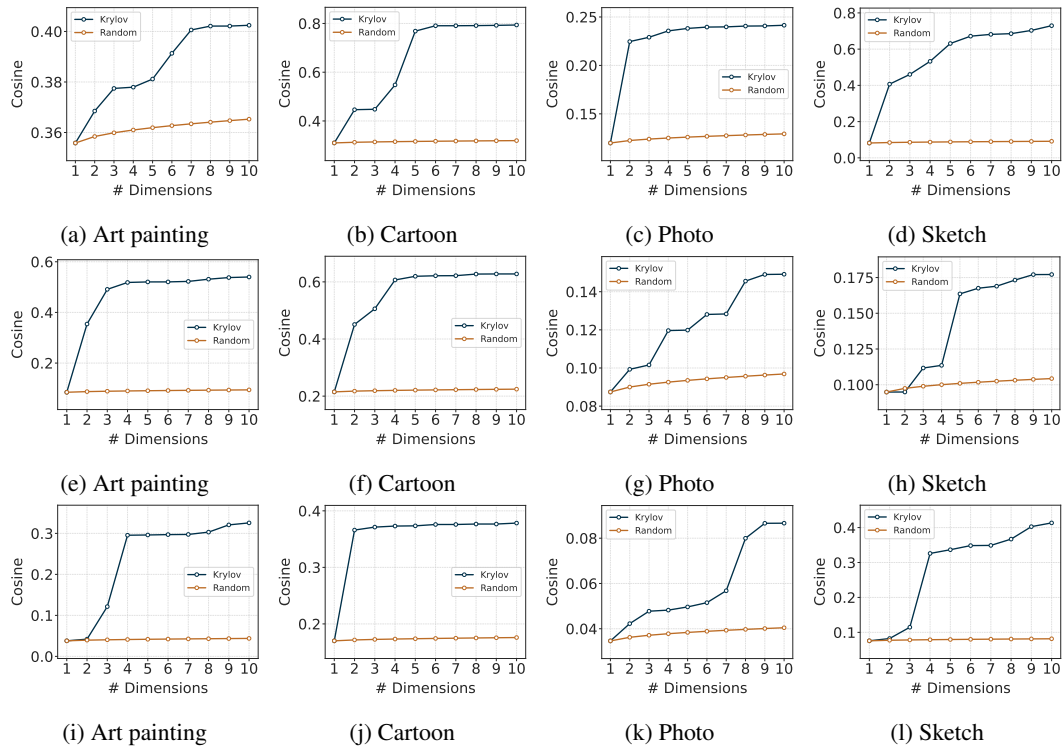 Krylov
Random
0.40
0.38
0.36
Cosine
1 2 3 4 5 6 7 8 9 10
# Dimensions
(a) Art painting
Krylov
Random
0.8
0.6
0.4
Cosine
1 2 3 4 5 6 7 8 9 10
# Dimensions
(b) Cartoon
0.25
0.20
0.15
Cosine
Krylov
Random
1 2 3 4 5 6 7 8 9 10
# Dimensions
(c) Photo
Krylov
Random
0.8
0.6
0.4
0.2
0.0
Cosine
1 2 3 4 5 6 7 8 9 10
# Dimensions
(d) Sketch
0.6
0.4
0.2
Cosine
Krylov
Random
1 2 3 4 5 6 7 8 9 10
# Dimensions
(e) Art painting
0.6
0.4
0.2
Cosine
Krylov
Random
1 2 3 4 5 6 7 8 9 10
# Dimensions
(f) Cartoon
Krylov
Random
0.14
0.12
0.10
0.08
Cosine
1 2 3 4 5 6 7 8 9 10
# Dimensions
(g) Photo
Krylov
Random
0.175
0.150
0.125
0.100
Cosine
1 2 3 4 5 6 7 8 9 10
# Dimensions
(h) Sketch
0.3
0.2
0.1
0.0
Cosine
Krylov
Random
1 2 3 4 5 6 7 8 9 10
# Dimensions
(i) Art painting
0.4
0.3
0.2
Cosine
Krylov
Random
1 2 3 4 5 6 7 8 9 10
# Dimensions
(j) Cartoon
Krylov
Random
0.08
0.06
0.04
Cosine
1 2 3 4 5 6 7 8 9 10
# Dimensions
(k) Photo
Krylov
Random
0.4
0.3
0.2
0.1
Cosine
1 2 3 4 5 6 7 8 9 10
# Dimensions
(l) Sketch